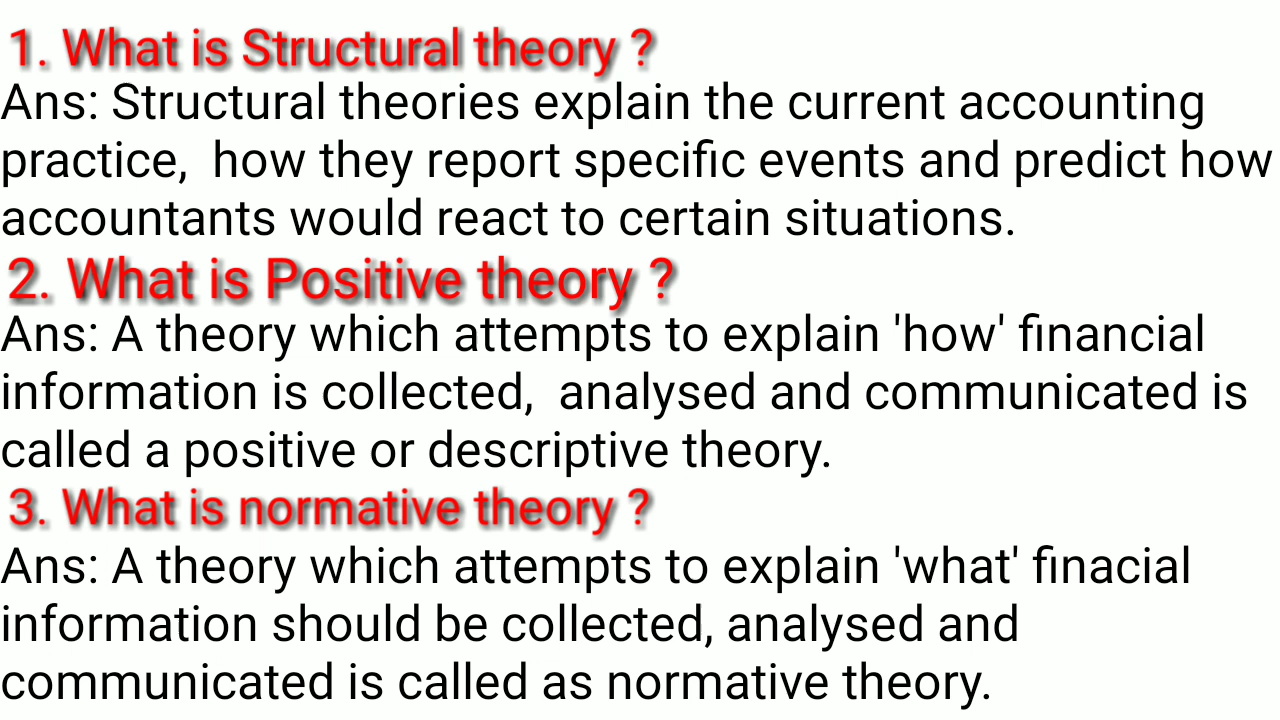 1. What is Structural theory ?
Ans: Structural theories explain the current accounting
practice,  how they report specific events and predict how
accountants would react to certain situations.
2. What is Positive theory ?
Ans: A theory which attempts to explain 'how' financial
information is collected,  analysed and communicated is
called a positive or descriptive theory.
3. What is normative theory ?
Ans: A theory which attempts to explain 'what' finacial
information should be collected, analysed and
communicated is called as normative theory.